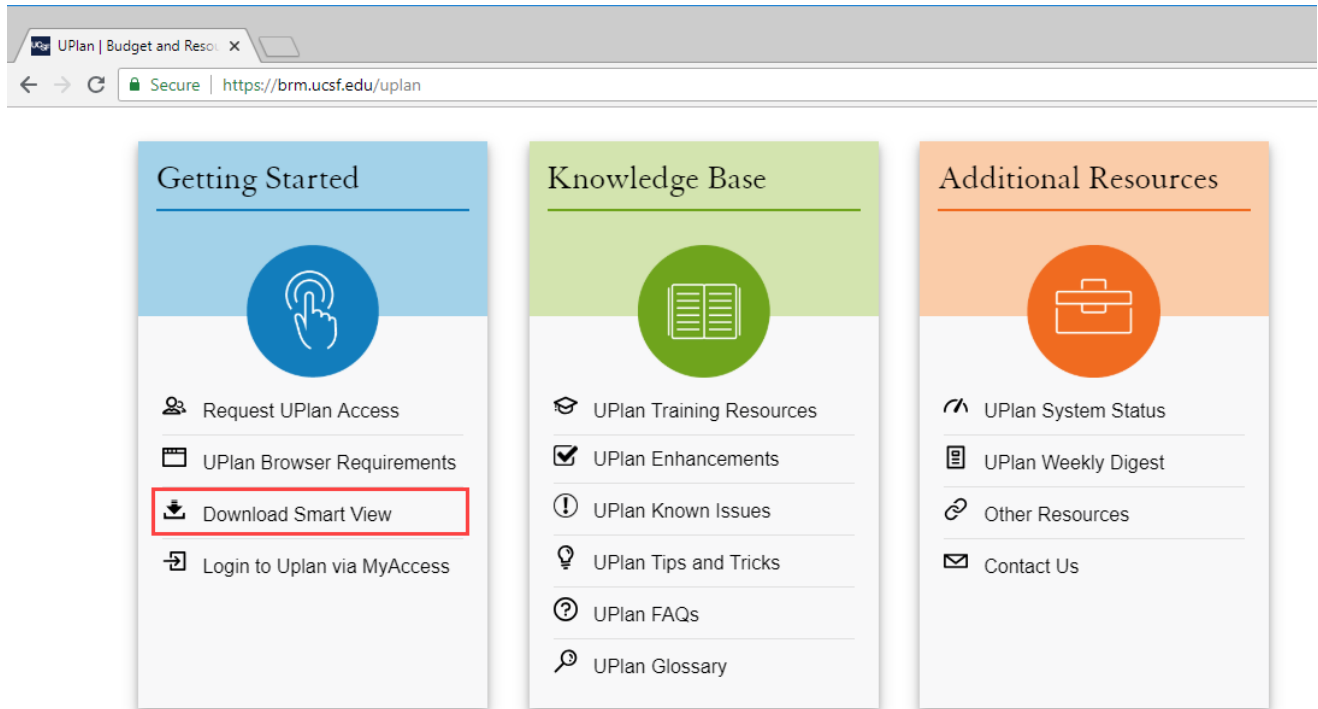 UPlan | Budget and Resou
Secure | https://brm.ucsf.edu/uplan
Getting Started
Request UPlan Access
UPlan Browser Requirements
Download Smart View
Login to Uplan via MyAccess
Knowledge Base
UPlan Training Resources
UPlan Enhancements
UPlan Known Issues
UPlan Tips and Tricks
UPlan FAQs
UPlan Glossary
Additional Resources
UPlan System Status
UPlan Weekly Digest
Other Resources
Contact Us